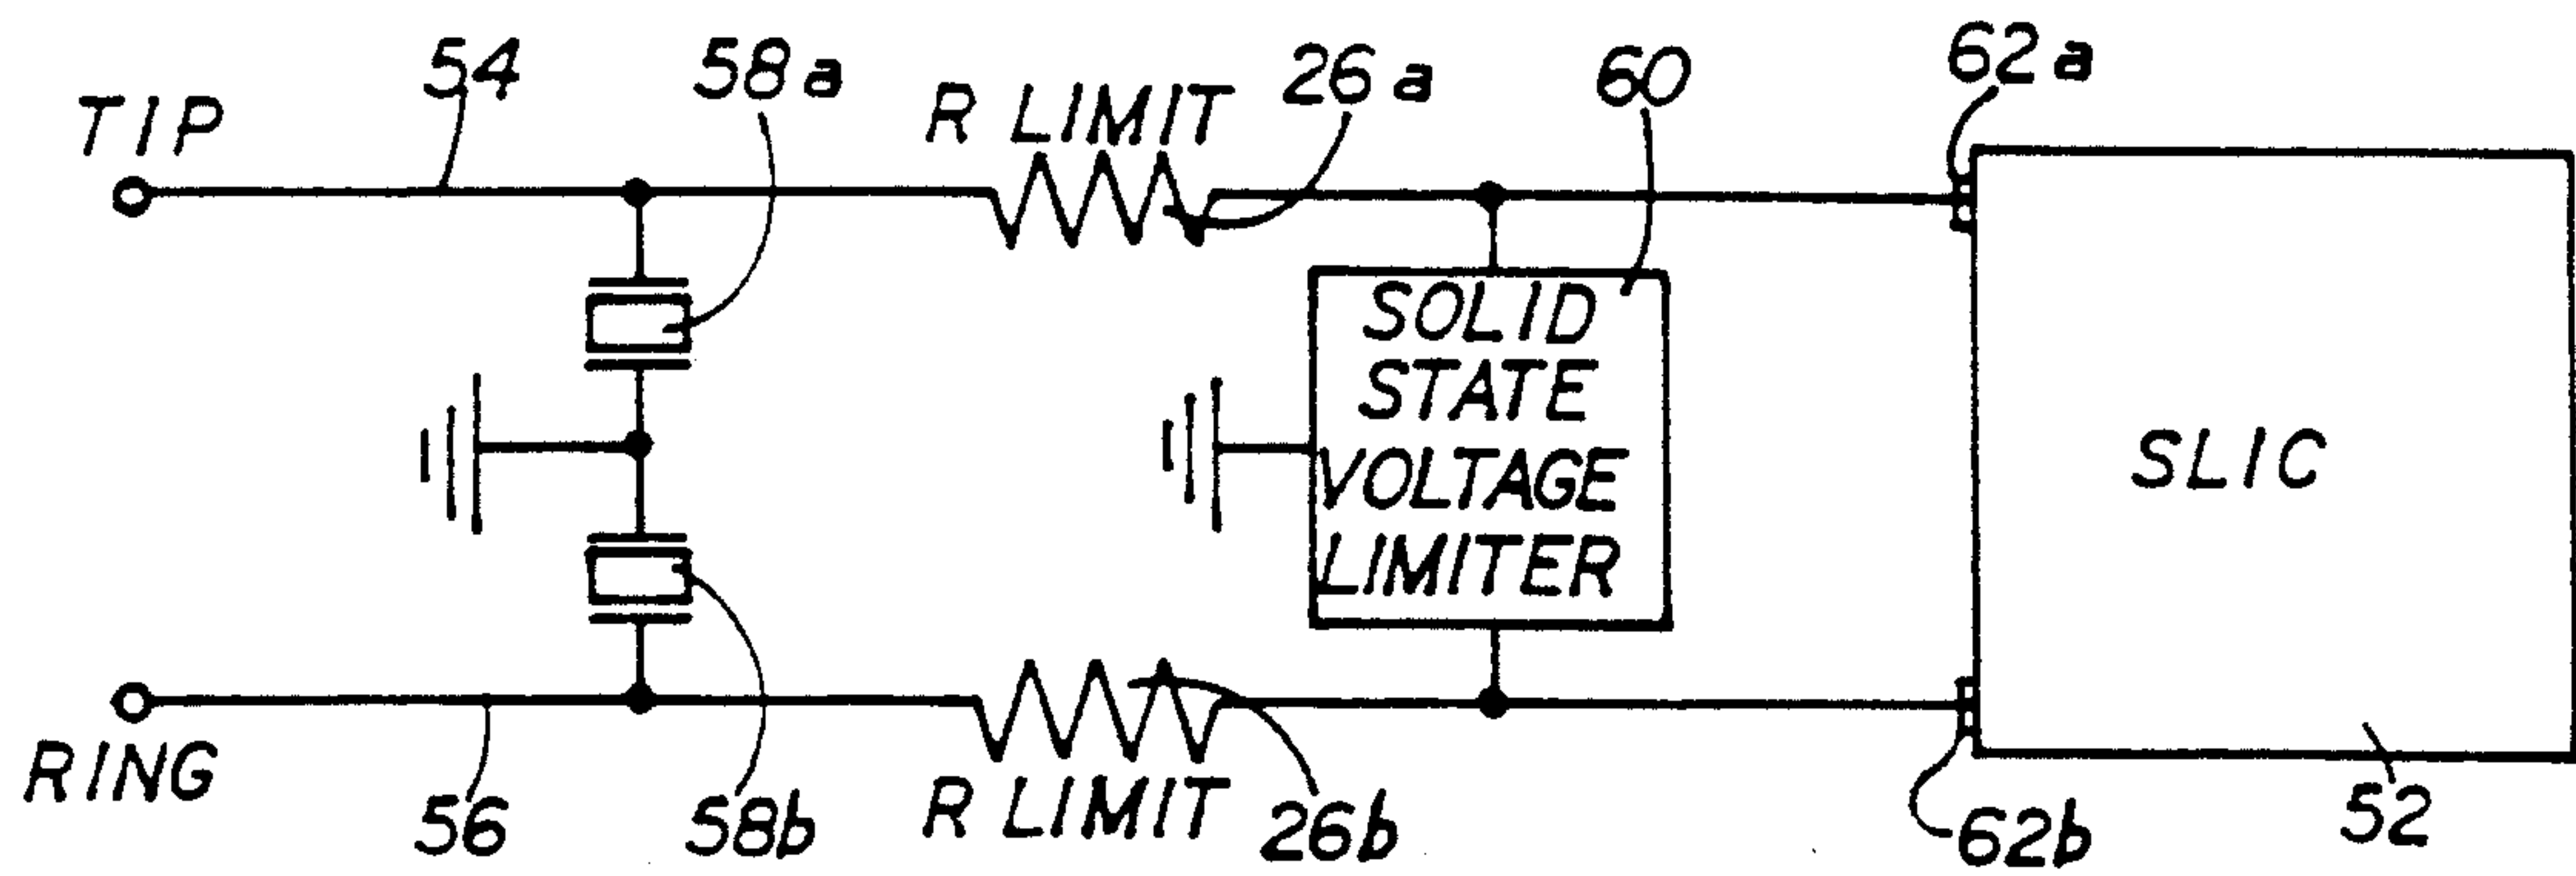 54
58a
26a
60
62a
TIP
R LIMIT
SOLID
STATE
VOLTAGE
LIMITER
SLIC
RING
56
58b
R LIMIT
26b
62b
52